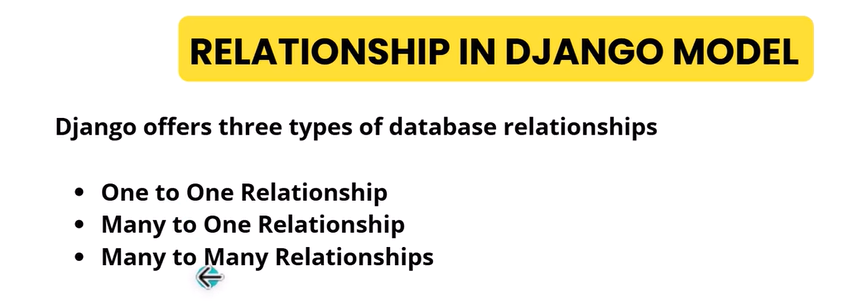 RELATIONSHIP IN DJANGO MODEL
Django offers three types of database relationships
• One to One Relationship
• Many to One Relationship
• Many to Many Relationships